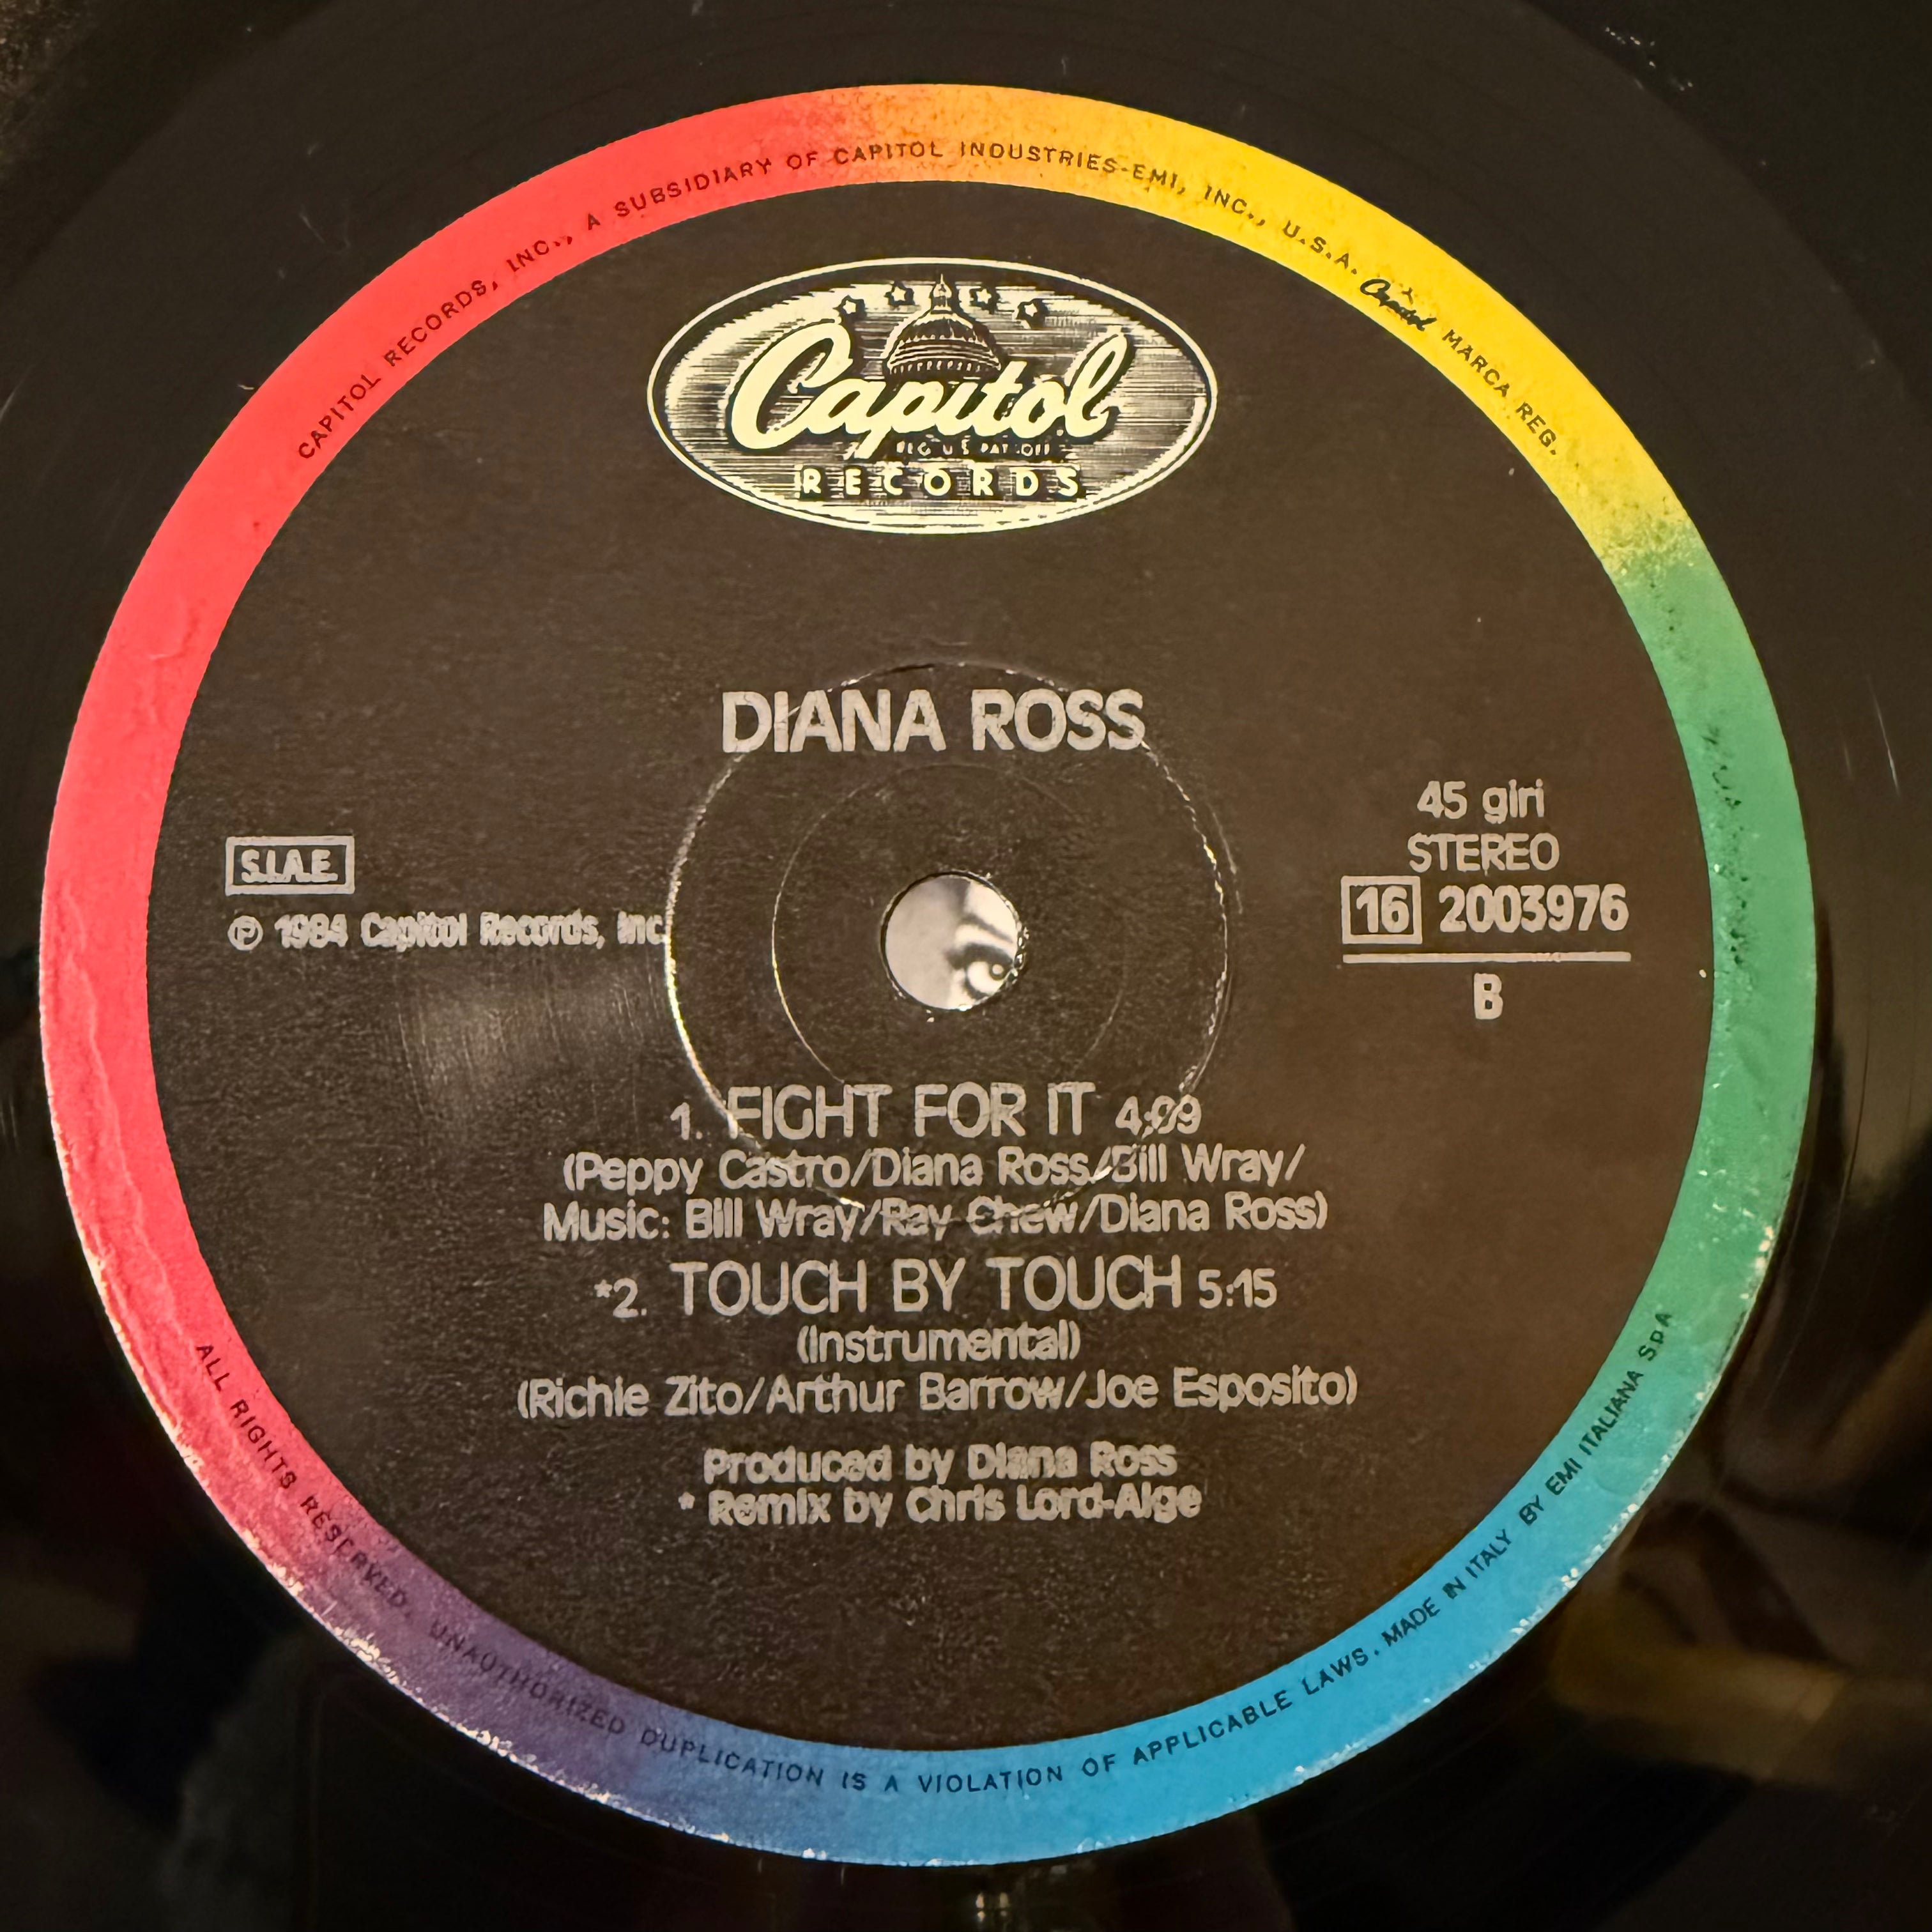 CAPITOL RECORDS, INC., A SUBSIDIARY OF CAPITOL INDUSTRIES-EMI, INC., U.S.A. Capitol MARCA REG.
Capitol
REG. U.S. PAT. OFF.
RECORDS
DIANA ROSS
45 giri
STEREO
16 2003976
B
S.I.A.E.
℗ 1984 Capitol Records, Inc.
1. FIGHT FOR IT 4:09
(Peppy Castro/Diana Ross/Bill Wray/
Music: Bill Wray/Ray Chew/Diana Ross)
*2. TOUCH BY TOUCH 5:15
(Instrumental)
(Richie Zito/Arthur Barrow/Joe Esposito)
Produced by Diana Ross
* Remix by Chris Lord-Alge
ALL RIGHTS RESERVED. UNAUTHORIZED DUPLICATION IS A VIOLATION OF APPLICABLE LAWS. MADE IN ITALY BY EMI ITALIANA S.P.A